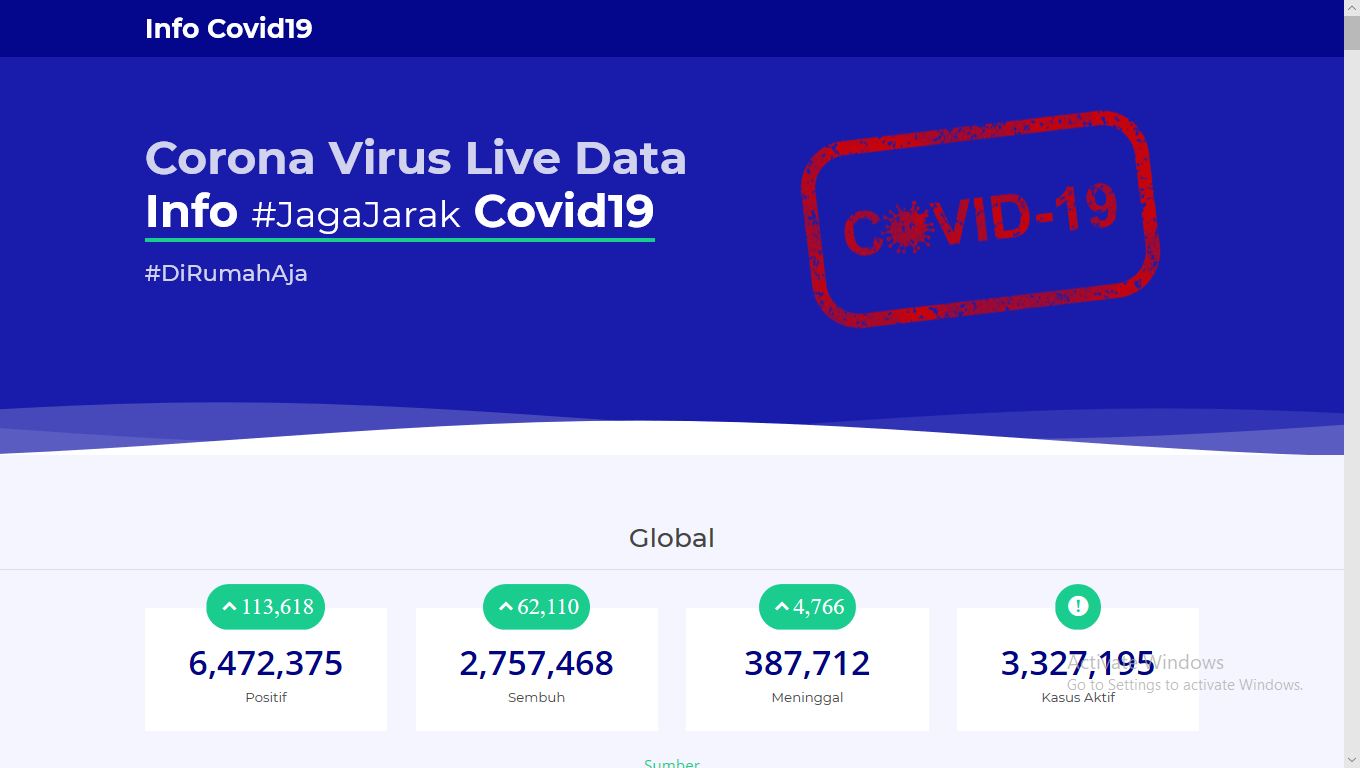 Info Covid19
Corona Virus Live Data
Info #JagaJarak Covid19
#DiRumahAja
COVID-19
Global
113,618
62,110
4,766
!
6,472,375
2,757,468
387,712
3,327,195
Positif
Sembuh
Meninggal
Kasus Aktif
Activate Windows
Go to Settings to activate Windows.
Sumber